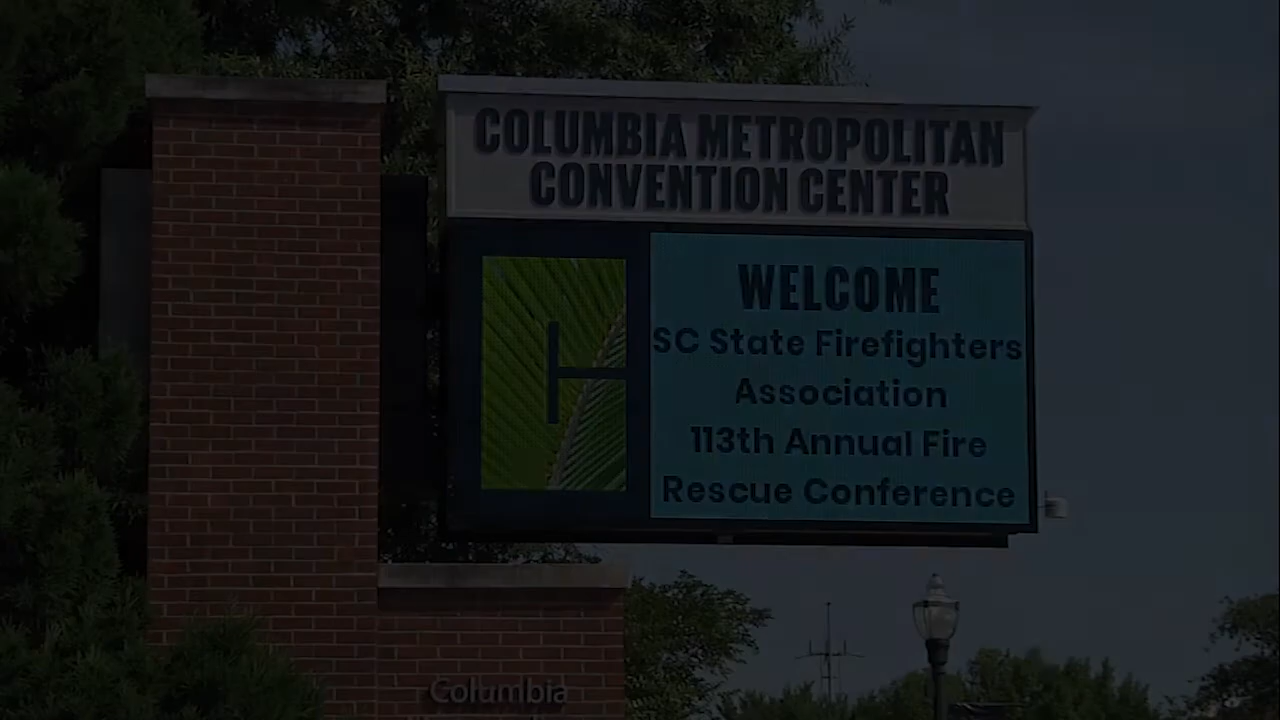 COLUMBIA METROPOLITAN
CONVENTION CENTER
WELCOME
SC State Firefighters
Association
113th Annual Fire
Rescue Conference
Columbia